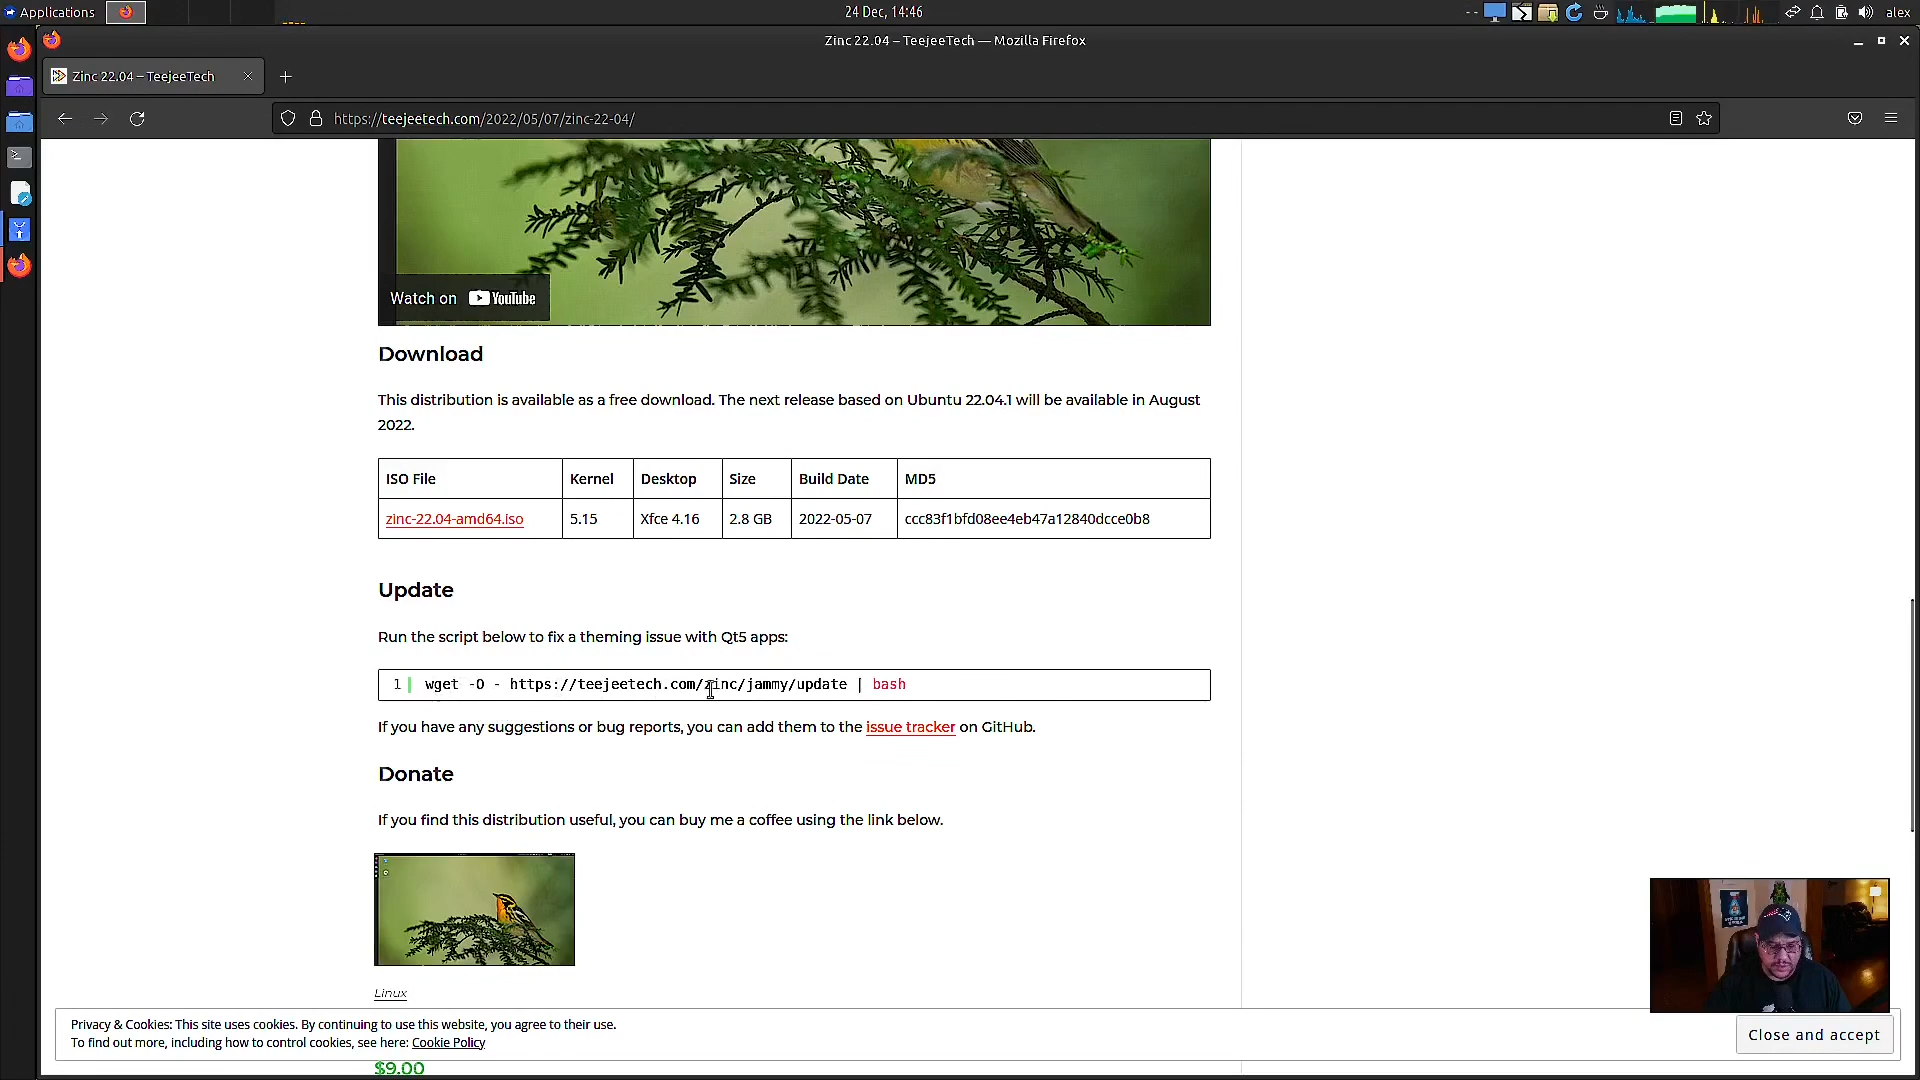 Applications
24 Dec, 14:46
alex
Zinc 22.04 – TeejeeTech — Mozilla Firefox
Zinc 22.04 – TeejeeTech
https://teejeetech.com/2022/05/07/zinc-22-04/
Watch on YouTube
Download
This distribution is available as a free download. The next release based on Ubuntu 22.04.1 will be available in August
2022.
ISO File Kernel Desktop Size Build Date MD5
zinc-22.04-amd64.iso 5.15 Xfce 4.16 2.8 GB 2022-05-07 ccc83f1bfd08ee4eb47a12840dcce0b8
Update
Run the script below to fix a theming issue with Qt5 apps:
1 wget -O - https://teejeetech.com/zinc/jammy/update | bash
If you have any suggestions or bug reports, you can add them to the issue tracker on GitHub.
Donate
If you find this distribution useful, you can buy me a coffee using the link below.
Linux
Privacy & Cookies: This site uses cookies. By continuing to use this website, you agree to their use.
To find out more, including how to control cookies, see here: Cookie Policy
Close and accept
$9.00